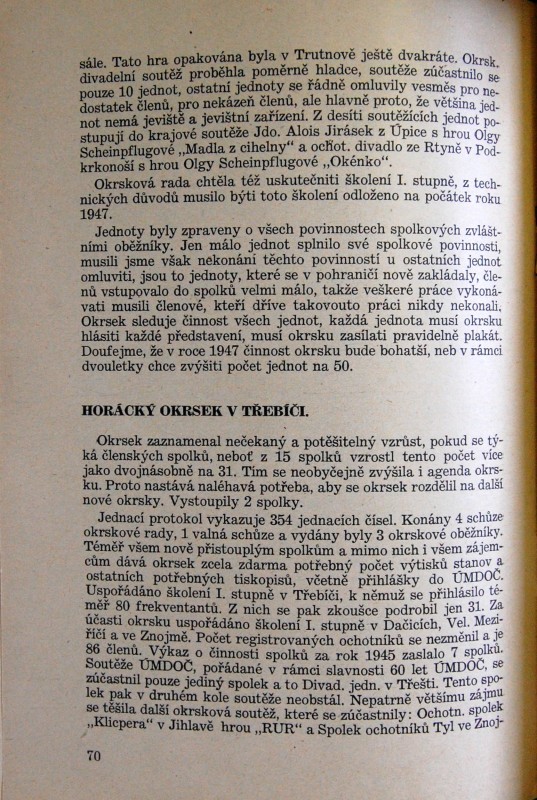 sále. Tato hra opakována byla v Trutnově ještě dvakráte. Okrsk.
divadelní soutěž proběhla poměrně hladce, soutěže zúčastnilo se
pouze 10 jednot, ostatní jednoty se řádně omluvily vesměs pro ne-
dostatek členů, pro nekázeň členů, ale hlavně proto, že většina jed-
not nemá jeviště a jevištní zařízení. Z desíti soutěžících jednot po-
stupují do krajové soutěže Jdo. Alois Jirásek z Úpice s hrou Olgy
Scheinpflugové „Madla z cihelny“ a ochot. divadlo ze Rtyně v Pod-
krkonoší s hrou Olgy Scheinpflugové „Okénko“.
Okrsková rada chtěla též uskutečniti školení I. stupně, z tech-
nických důvodů musilo býti toto školení odloženo na počátek roku
1947.
Jednoty byly zpraveny o všech povinnostech spolkových zvlášt-
ními oběžníky. Jen málo jednot splnilo své spolkové povinnosti,
musili jsme však nekonání těchto povinností u ostatních jednot
omluviti, jsou to jednoty, které se v pohraničí nově zakládaly, čle-
nů vstupovalo do spolků velmi málo, takže veškeré práce vykoná-
vati musili členové, kteří dříve takovouto práci nikdy nekonali.
Okrsek sleduje činnost všech jednot, každá jednota musí okrsku
hlásiti každé představení, musí okrsku zasílati pravidelně plakát.
Doufejme, že v roce 1947 činnost okrsku bude bohatší, neb v rámci
dvouletky chce zvýšiti počet jednot na 50.
HORÁCKÝ OKRSEK V TŘEBÍČI.
Okrsek zaznamenal nečekaný a potěšitelný vzrůst, pokud se tý-
ká členských spolků, neboť z 15 spolků vzrostl tento počet více
jako dvojnásobně na 31. Tím se neobyčejně zvýšila i agenda okrs-
ku. Proto nastává naléhavá potřeba, aby se okrsek rozdělil na další
nové okrsky. Vystoupily 2 spolky.
Jednací protokol vykazuje 354 jednacích čísel. Konány 4 schůze
okrskové rady, 1 valná schůze a vydány byly 3 okrskové oběžníky.
Téměř všem nově přistouplým spolkům a mimo nich i všem zájem-
cům dává okrsek zcela zdarma potřebný počet výtisků stanov a
ostatních potřebných tiskopisů, včetně přihlášky do ÚMDOČ.
Uspořádáno školení I. stupně v Třebíči, k němuž se přihlásilo té-
měř 80 frekventantů. Z nich se pak zkoušce podrobil jen 31. Za
účasti okrsku uspořádáno školení I. stupně v Dačicích, Vel. Mezi-
říčí a ve Znojmě. Počet registrovaných ochotníků se nezměnil a je
86 členů. Výkaz o činnosti spolků za rok 1945 zaslalo 7 spolků.
Soutěže ÚMDOČ, pořádané v rámci slavnosti 60 let ÚMDOČ, se
zúčastnil pouze jediný spolek a to Divad. jedn. v Třešti. Tento spo-
lek pak v druhém kole soutěže neobstál. Nepatrně většímu zájmu
se těšila další okrsková soutěž, které se zúčastnily: Ochotn. spolek
„Klicpera“ v Jihlavě hrou „RUR“ a Spolek ochotníků Tyl ve Znoj-
70